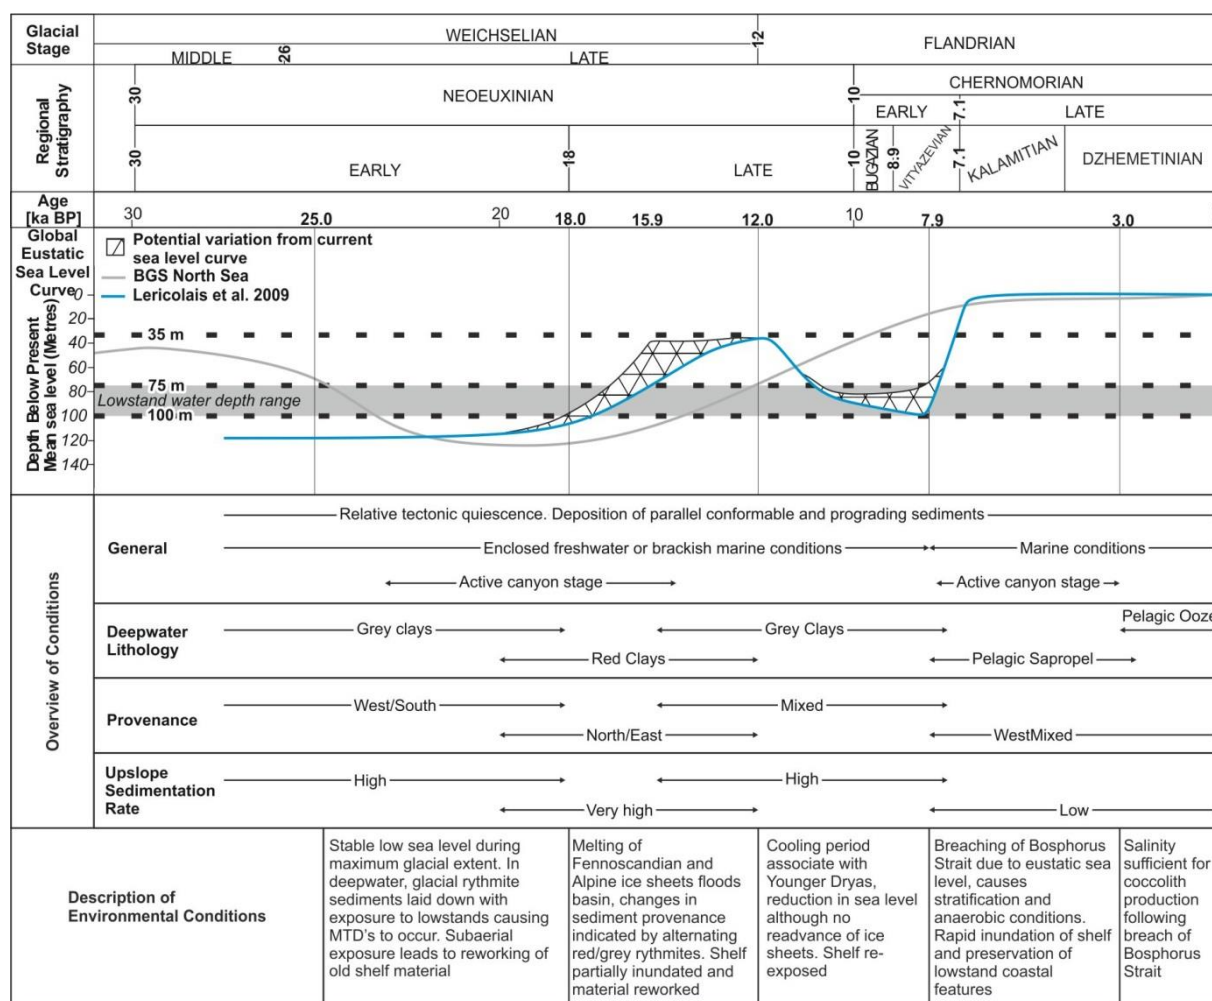 Glacial
Stage
WEICHSELIAN
12
FLANDRIAN
MIDDLE
26
LATE
Regional
Stratigraphy
30
NEOEUXINIAN
10
CHERNOMORIAN
EARLY
7.1
LATE
30
EARLY
18
LATE
10
BUGAZIAN
8:9
VITYAZEVIAN
7.1
KALAMITIAN
DZHEMETINIAN
Age
[ka BP]
30
25.0
20
18.0
15.9
12.0
10
7.9
3.0
Global
Eustatic
Sea Level
Curve
Potential variation from current
sea level curve
BGS North Sea
Lericolais et al. 2009
Depth Below Present
Mean sea level (Metres)
0
20
40
60
80
100
120
140
35 m
75 m
Lowstand water depth range
100 m
Overview of Conditions
General
Relative tectonic quiescence. Deposition of parallel conformable and prograding sediments
Enclosed freshwater or brackish marine conditions
Marine conditions
Active canyon stage
Active canyon stage
Deepwater
Lithology
Grey clays
Grey Clays
Pelagic Ooze
Red Clays
Pelagic Sapropel
Provenance
West/South
Mixed
North/East
WestMixed
Upslope
Sedimentation
Rate
High
High
Very high
Low
Description of
Environmental Conditions
Stable low sea level during
maximum glacial extent. In
deepwater, glacial rythmite
sediments laid down with
exposure to lowstands causing
MTD's to occur. Subaerial
exposure leads to reworking of
old shelf material
Melting of
Fennoscandian and
Alpine ice sheets floods
basin, changes in
sediment provenance
indicated by alternating
red/grey rythmites. Shelf
partially inundated and
material reworked
Cooling period
associate with
Younger Dryas,
reduction in sea level
although no
readvance of ice
sheets. Shelf re-
exposed
Breaching of Bosphorus
Strait due to eustatic sea
level, causes
stratification and
anaerobic conditions.
Rapid inundation of shelf
and preservation of
lowstand coastal
features
Salinity
sufficient for
coccolith
production
following
breach of
Bosphorus
Strait